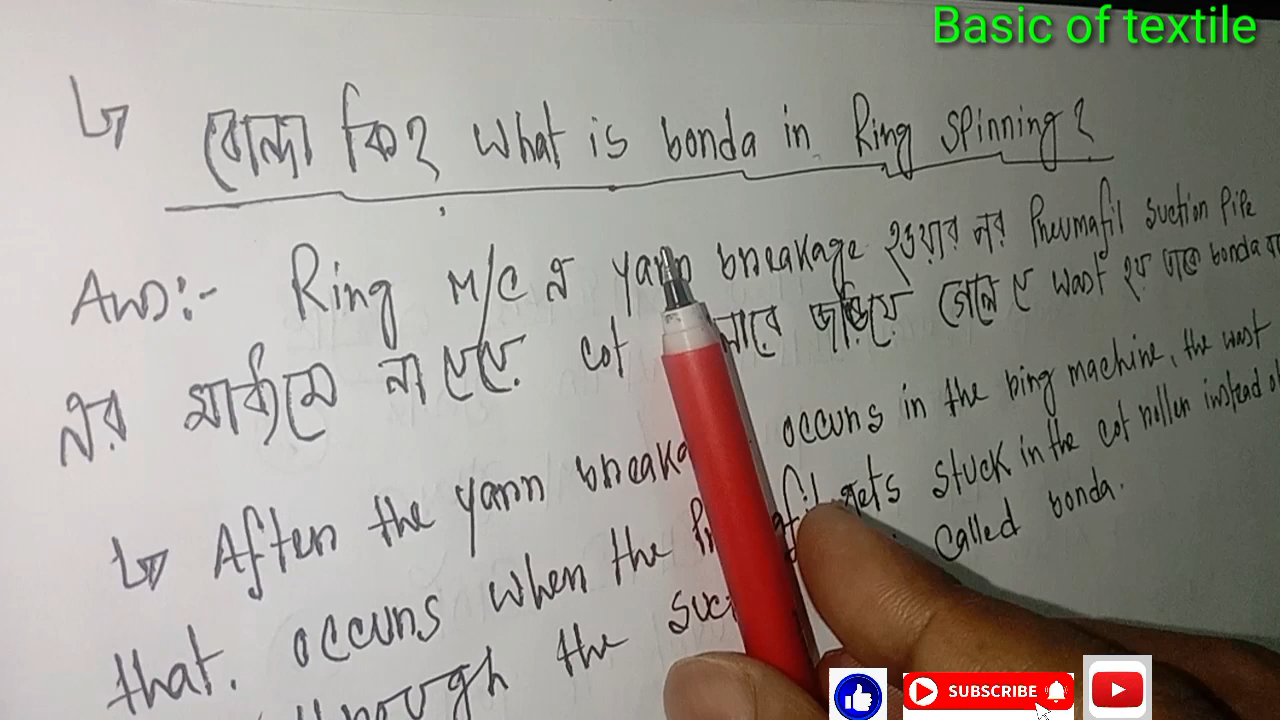 Basic of textile
↳ বোন্দা কি? What is bonda in Ring spinning?
Ans:- Ring M/C এ yarn breakage হওয়ার পর Pneumafil suction pipe
এর মাধ্যমে না যেয়ে cot জড়িয়ে গেলে যে wast হয় তাকে bonda
↳ After the yarn occurs in the ring machine, the wast
that. occurs when the gets stuck in the cot roller instead
the called bonda.
SUBSCRIBE